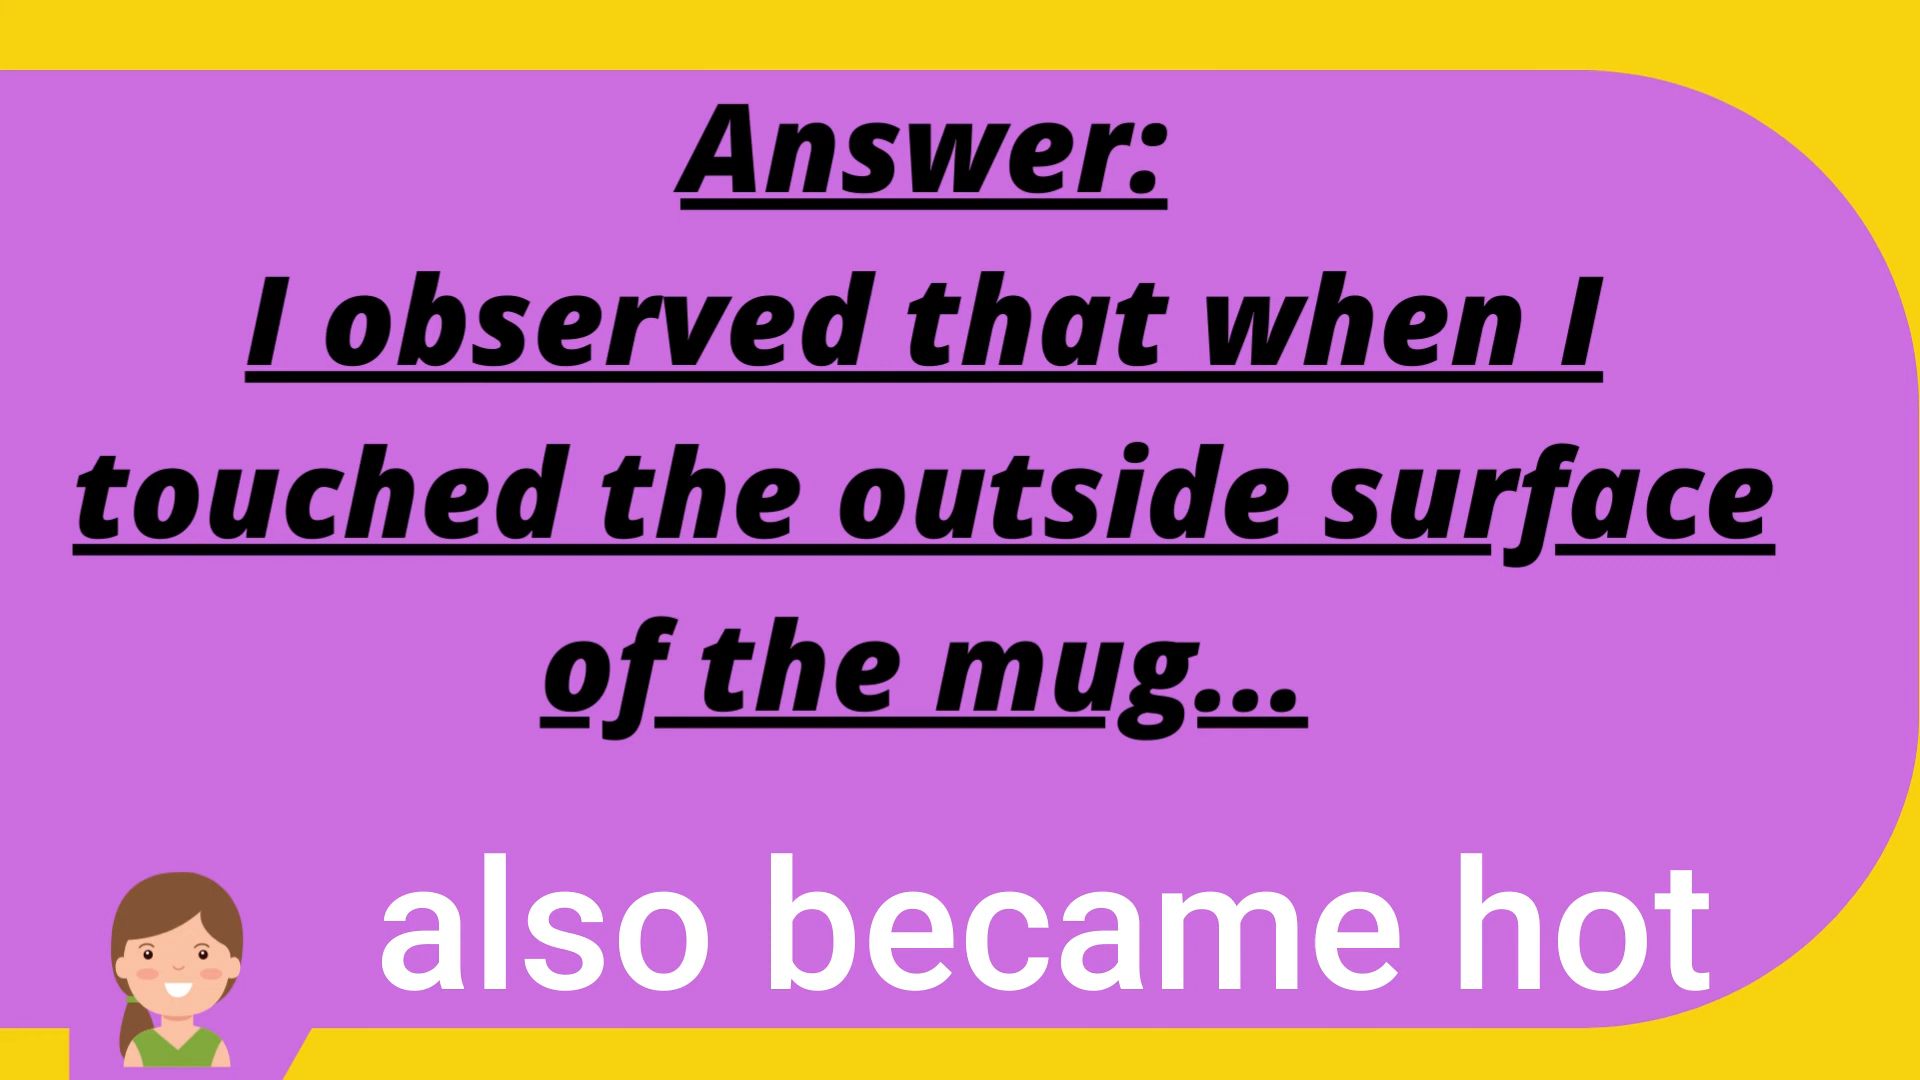 Answer:
I observed that when I
touched the outside surface
of the mug...
also became hot